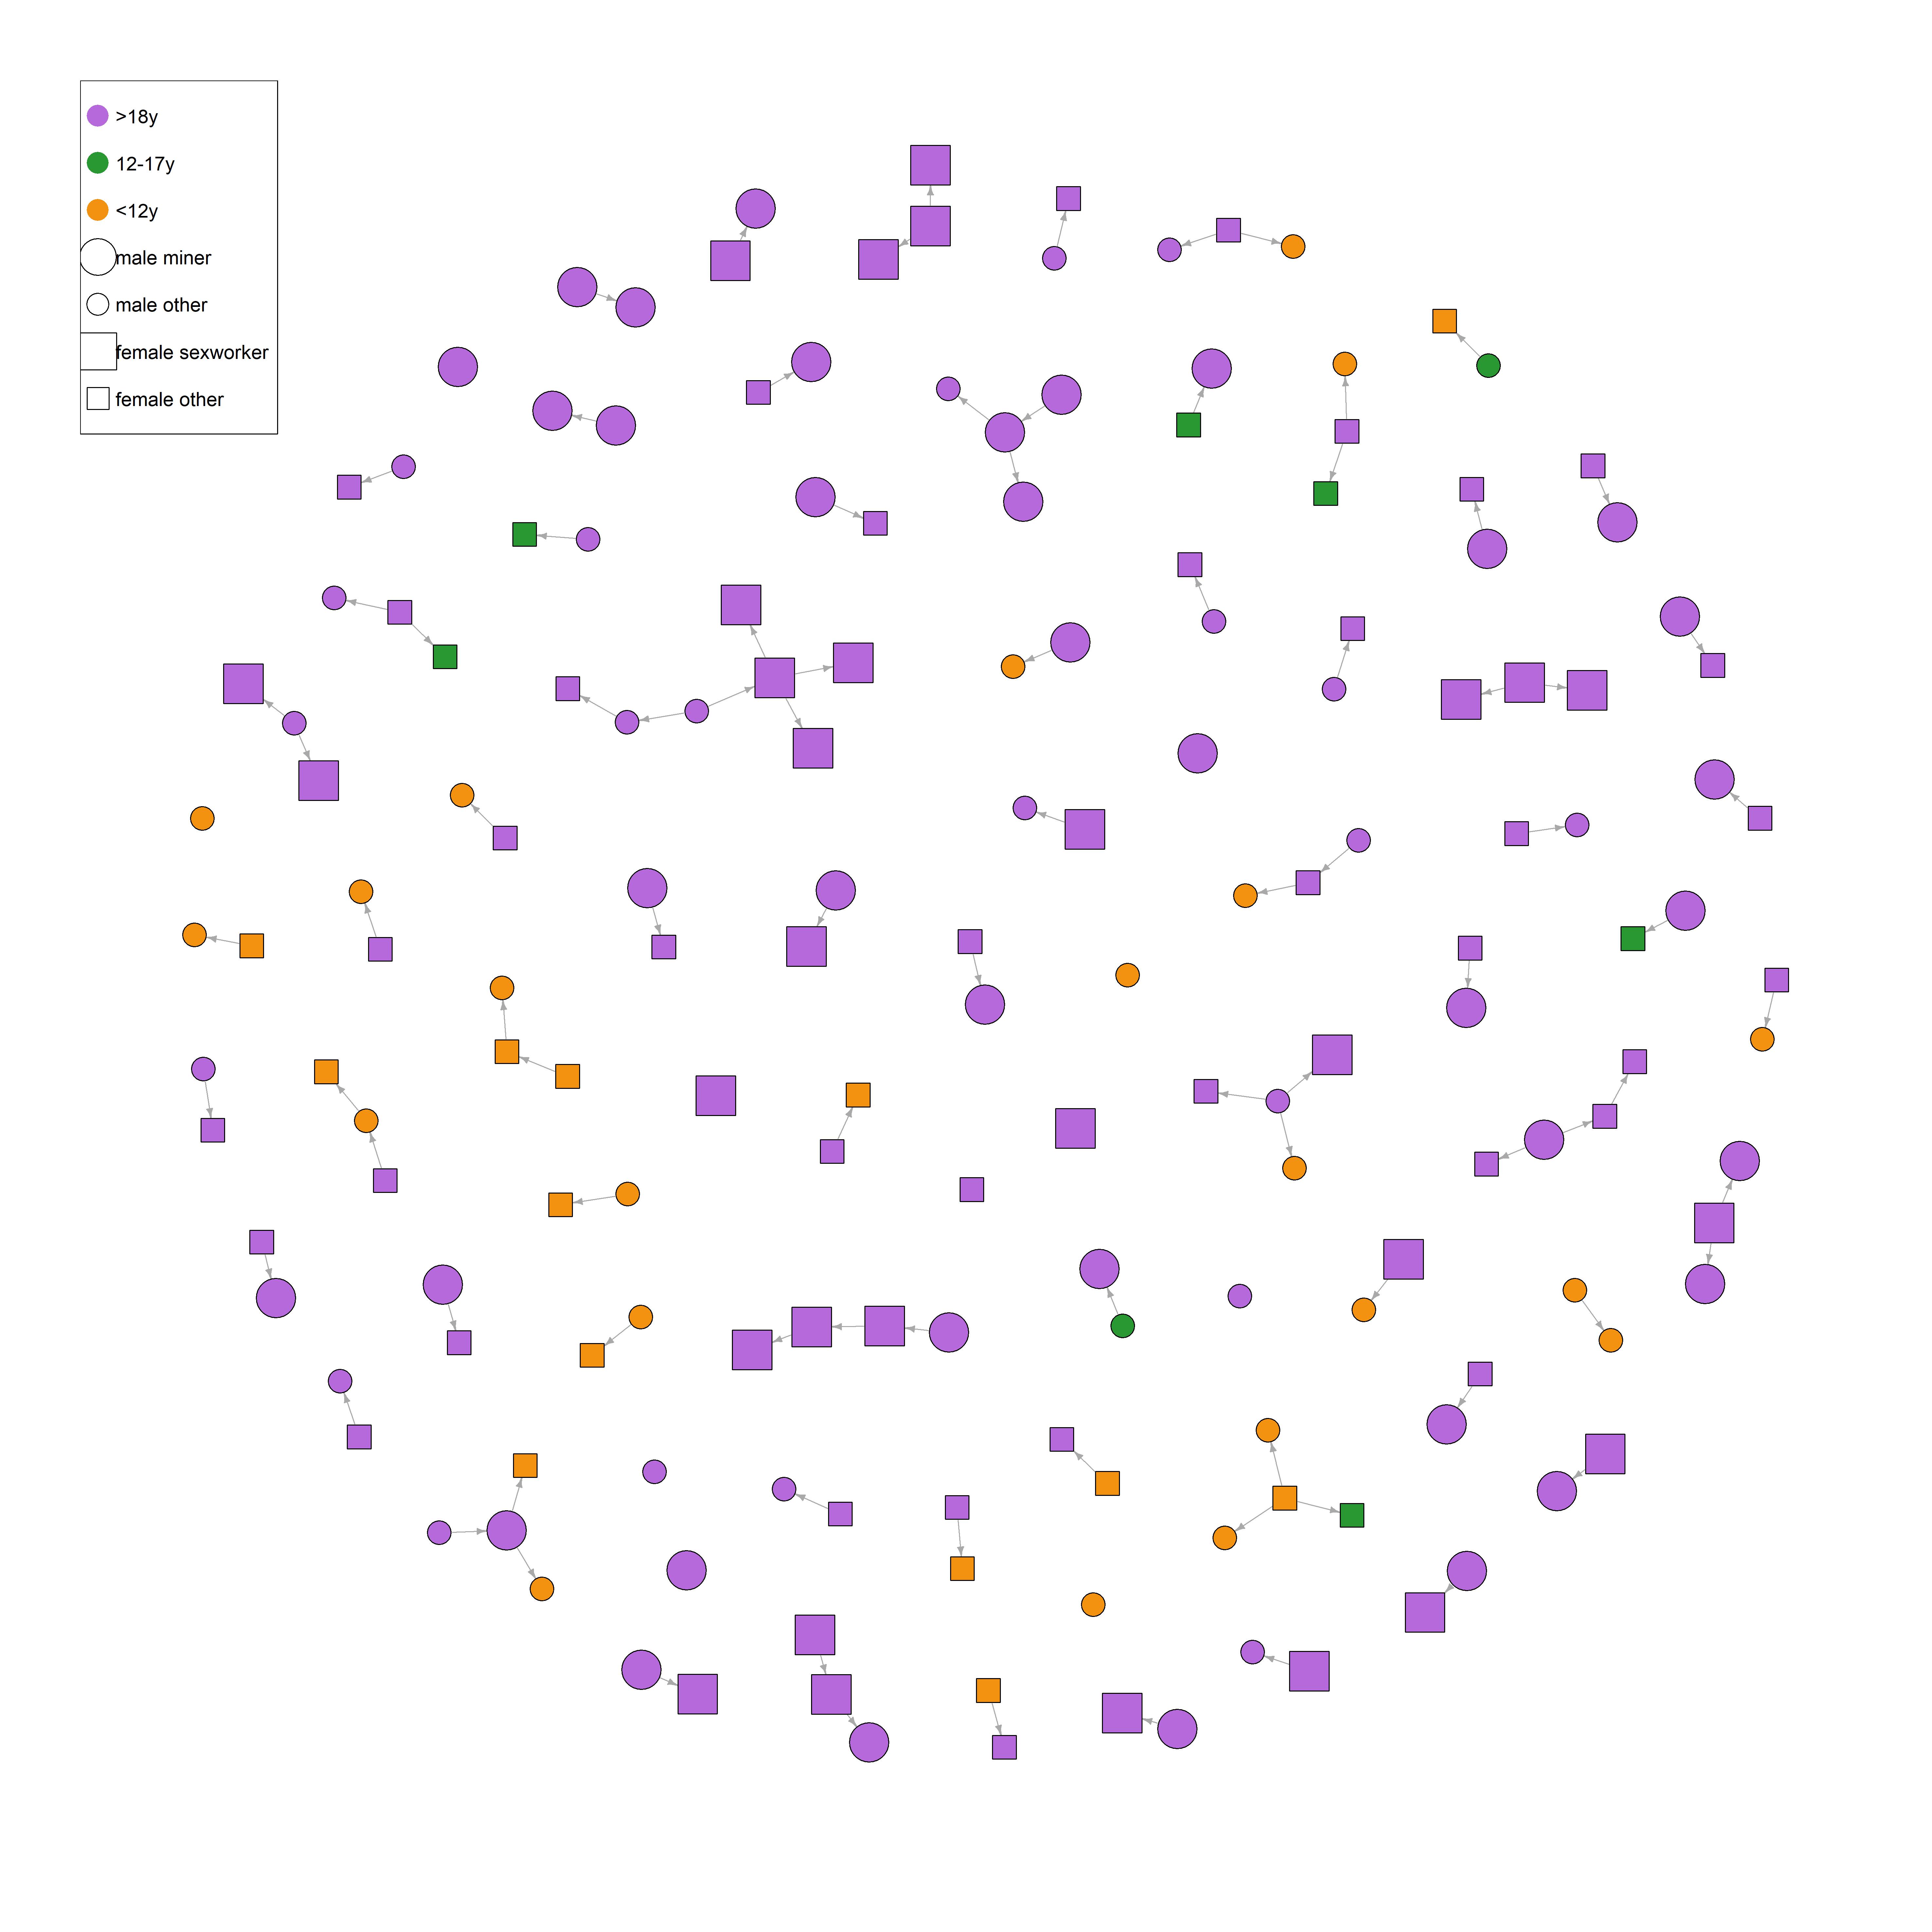 >18y
12-17y
<12y
male miner
male other
female sexworker
female other